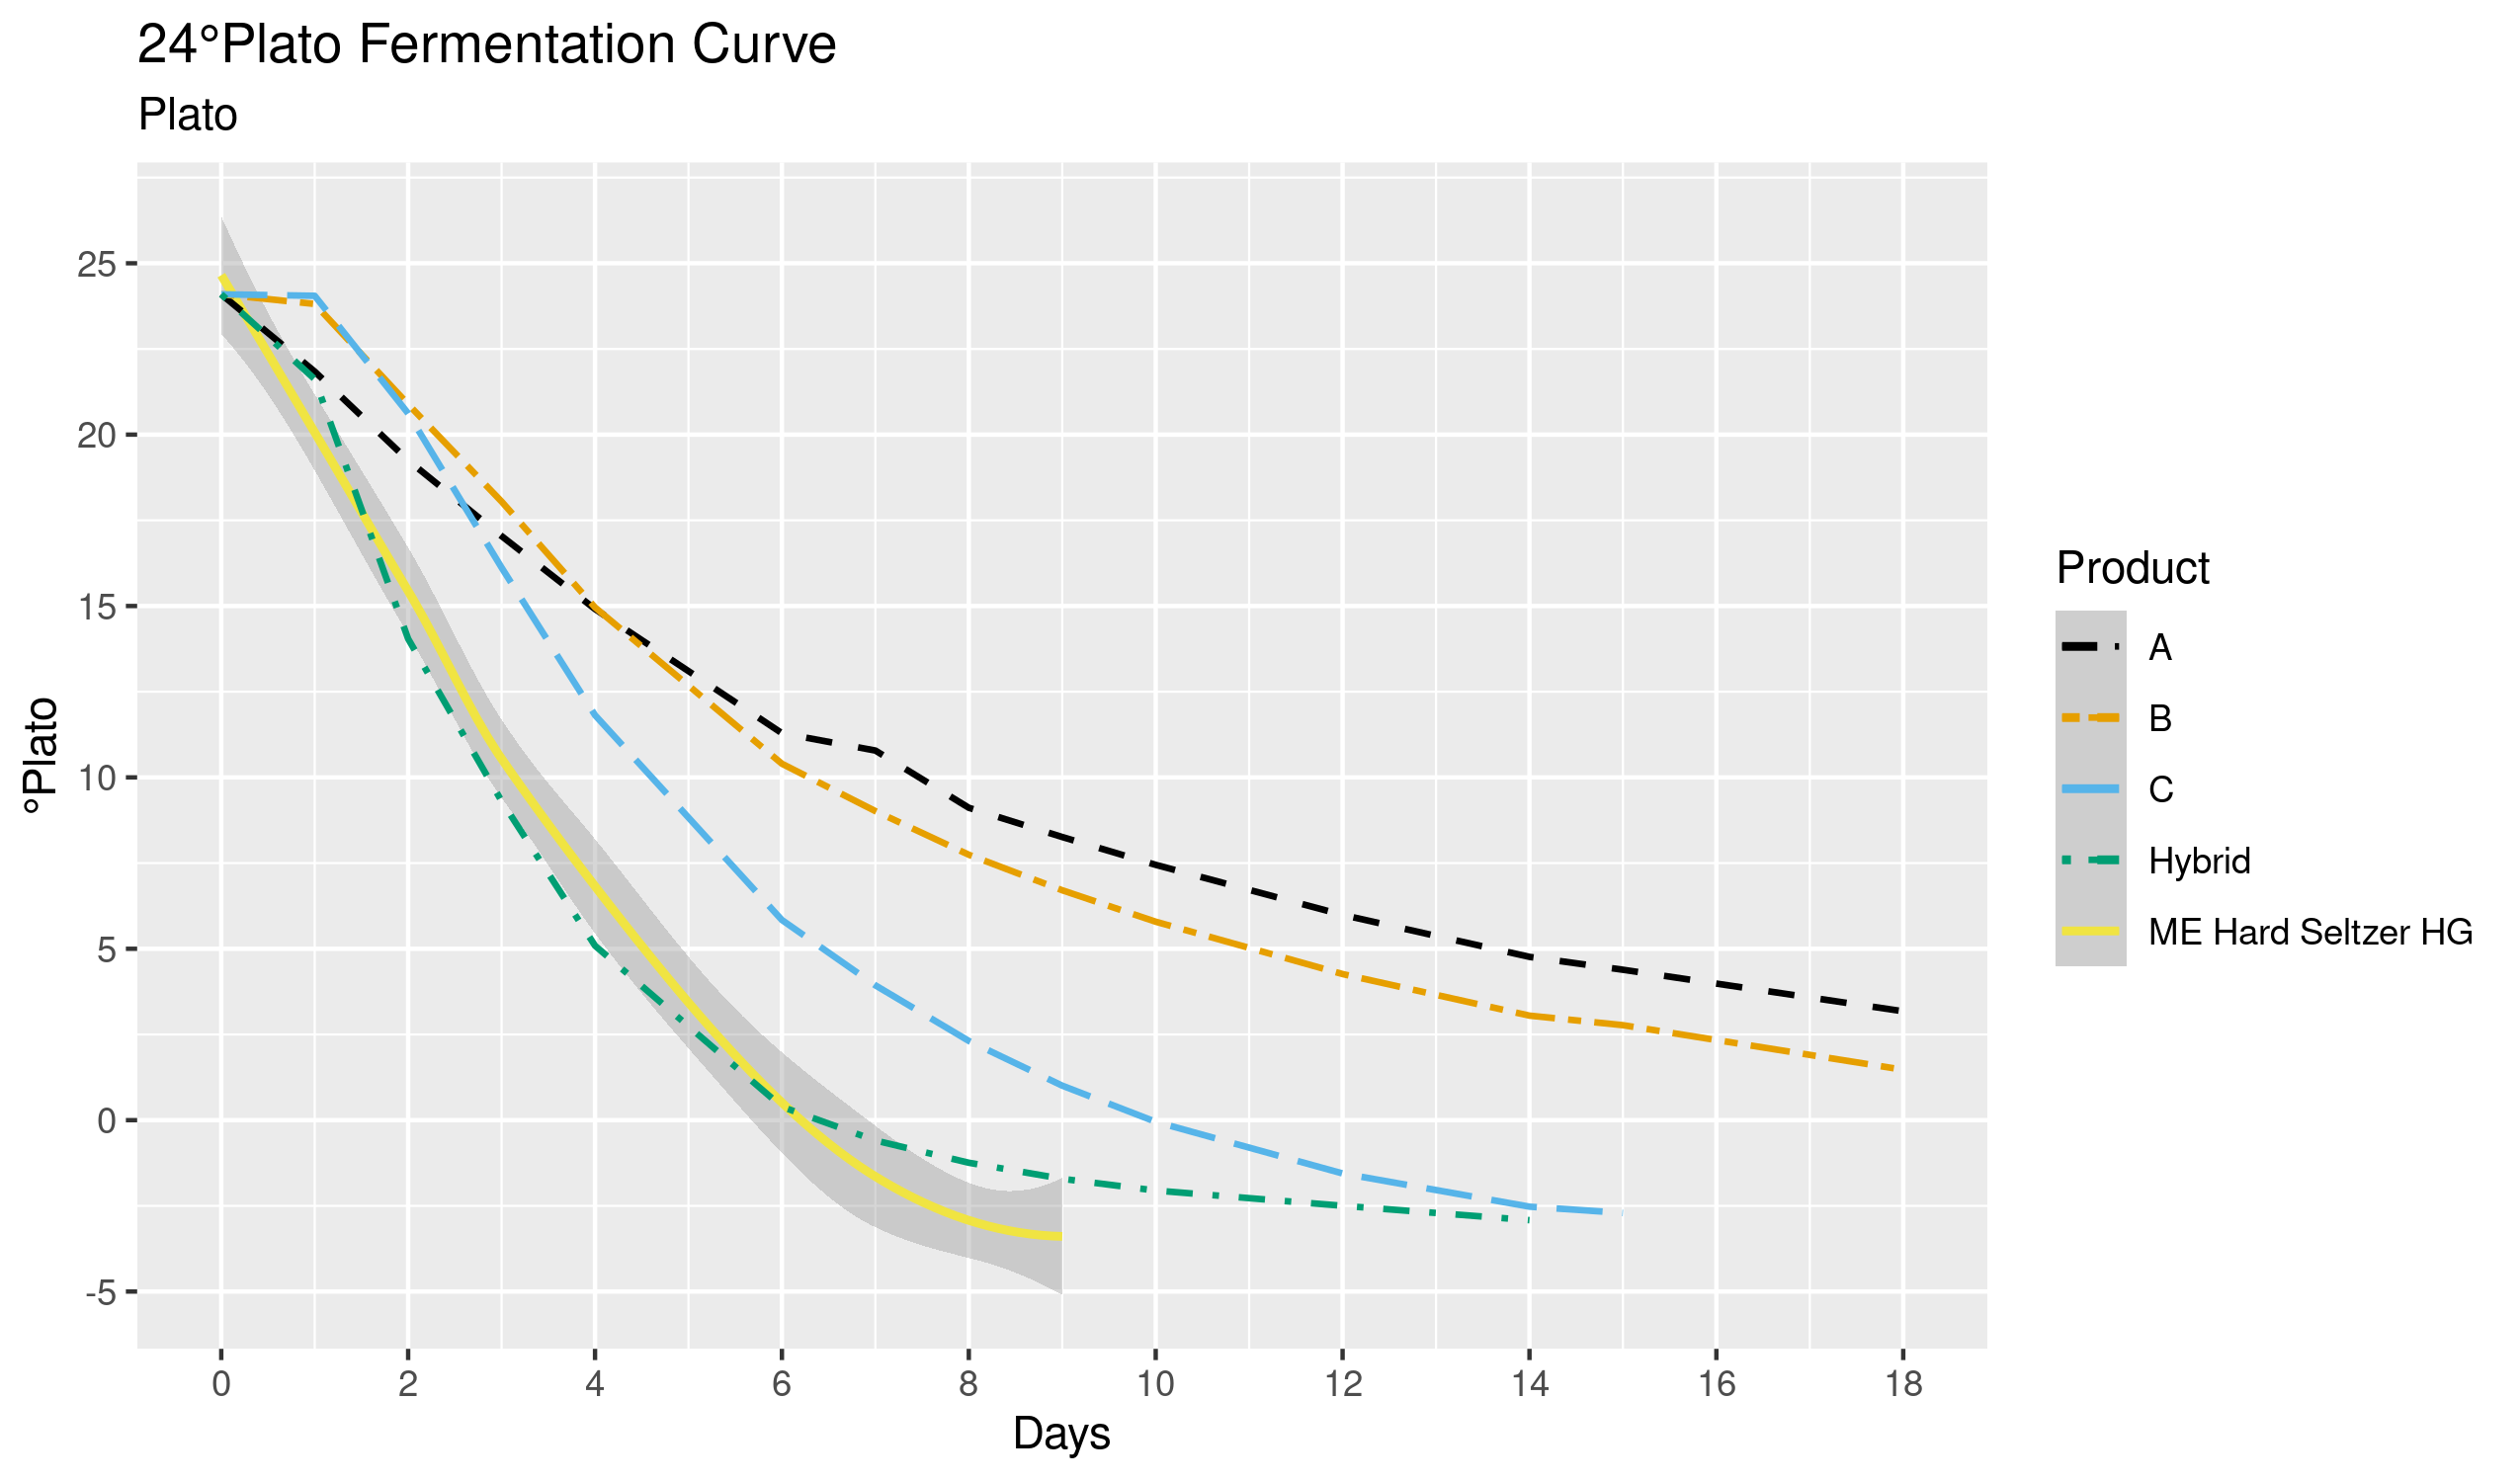 24°Plato Fermentation Curve
Plato
°Plato
25
20
15
10
5
0
-5
0 2 4 6 8 10 12 14 16 18
Days
Product
A
B
C
Hybrid
ME Hard Seltzer HG